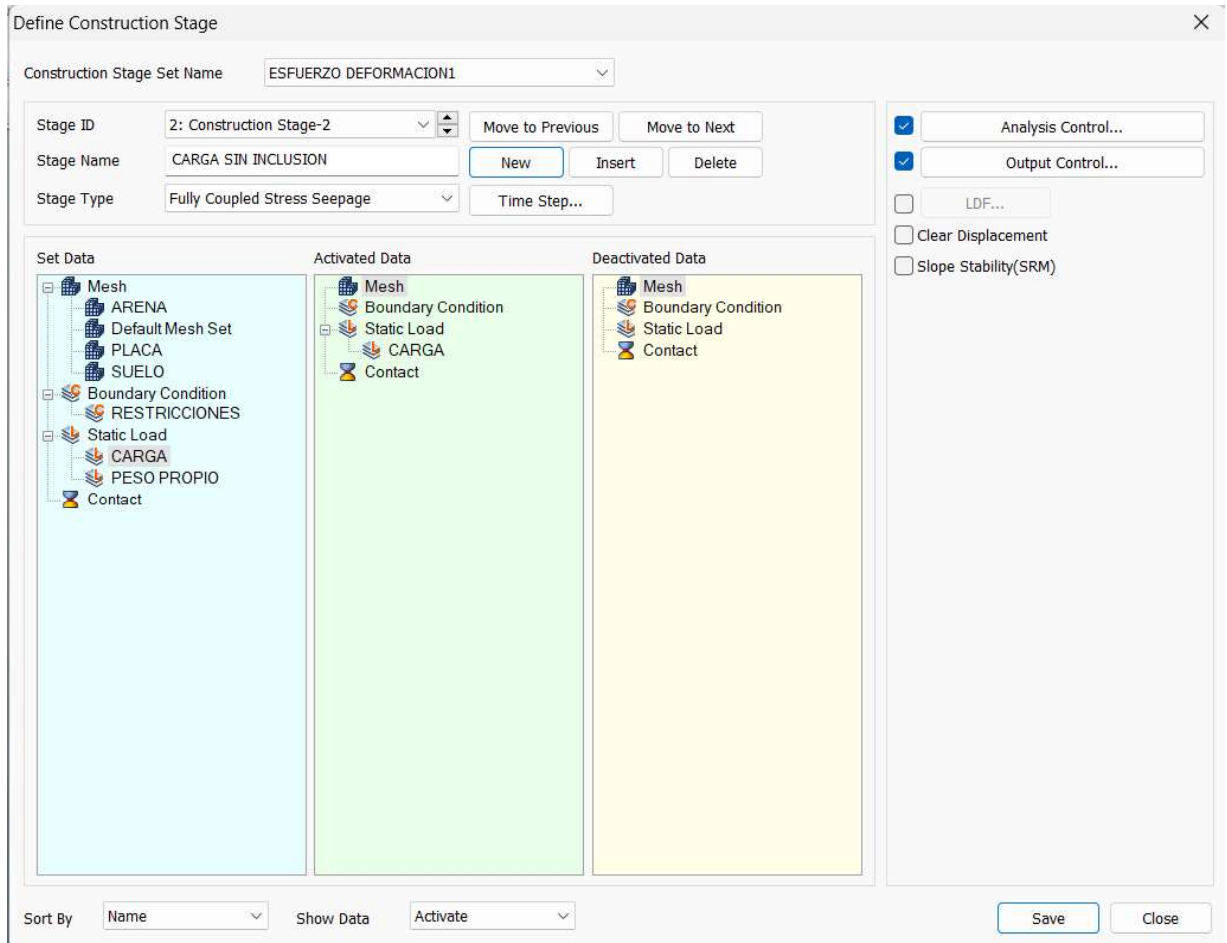 Define Construction Stage
Construction Stage Set Name ESFUERZO DEFORMACION1
Stage ID 2: Construction Stage-2 Move to Previous Move to Next
Stage Name CARGA SIN INCLUSION New Insert Delete
Stage Type Fully Coupled Stress Seepage Time Step...
Analysis Control...
Output Control...
LDF...
Clear Displacement
Slope Stability(SRM)
Set Data
Mesh
ARENA
Default Mesh Set
PLACA
SUELO
Boundary Condition
RESTRICCIONES
Static Load
CARGA
PESO PROPIO
Contact
Activated Data
Mesh
Boundary Condition
Static Load
CARGA
Contact
Deactivated Data
Mesh
Boundary Condition
Static Load
Contact
Sort By Name Show Data Activate Save Close